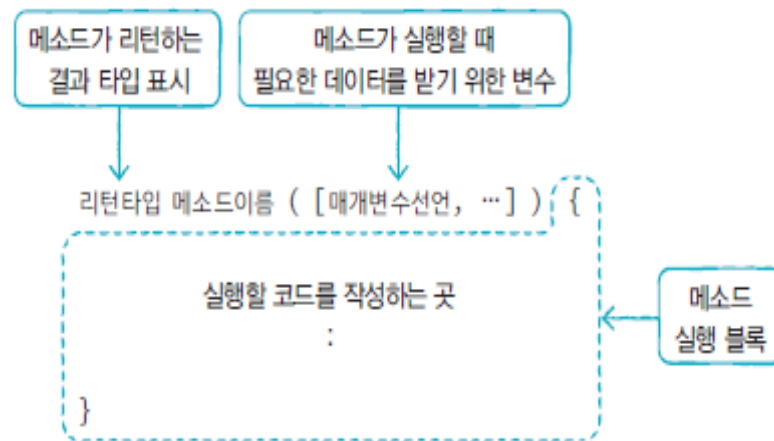 메소드가 리턴하는
결과 타입 표시
메소드가 실행할 때
필요한 데이터를 받기 위한 변수
리턴타입 메소드이름 ( [매개변수선언, …] ) {
실행할 코드를 작성하는 곳
:
메소드
실행 블록
}